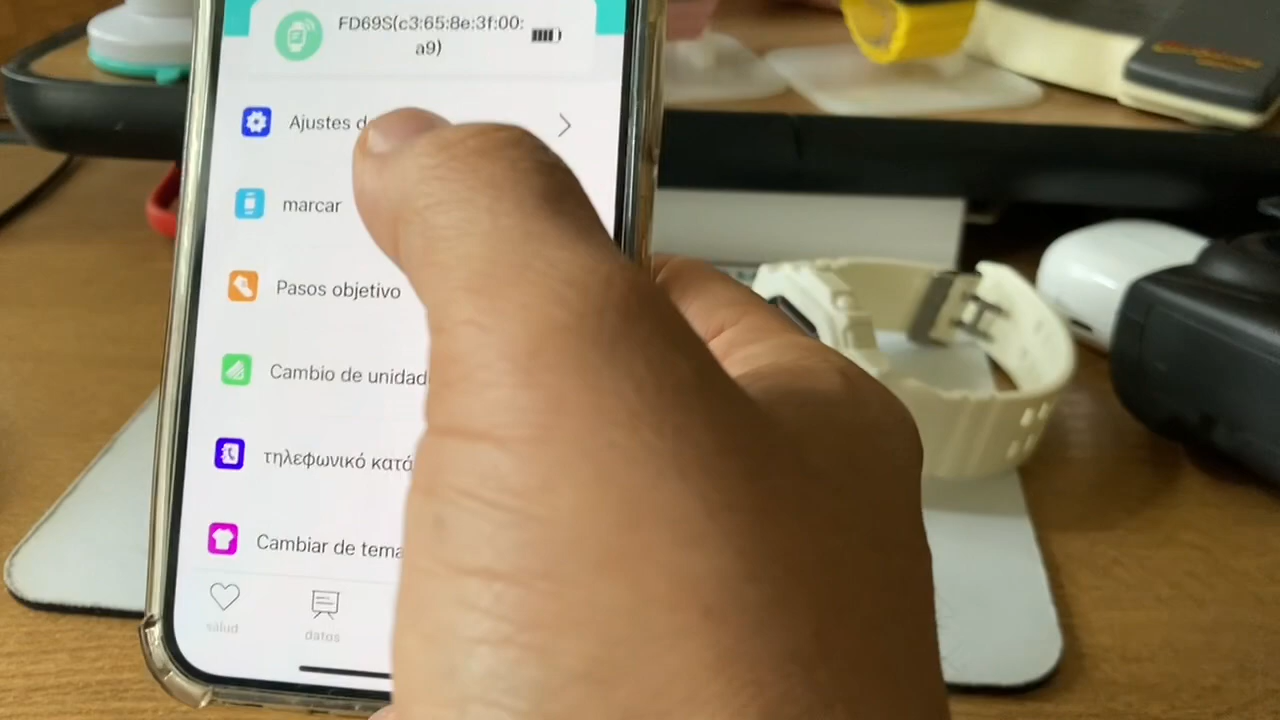 FD69S(c3:65:8e:3f:00:
a9)
Ajustes
marcar
Pasos objetivo
Cambio de unidad
τηλεφωνικό
Cambiar de tema
salud
datos